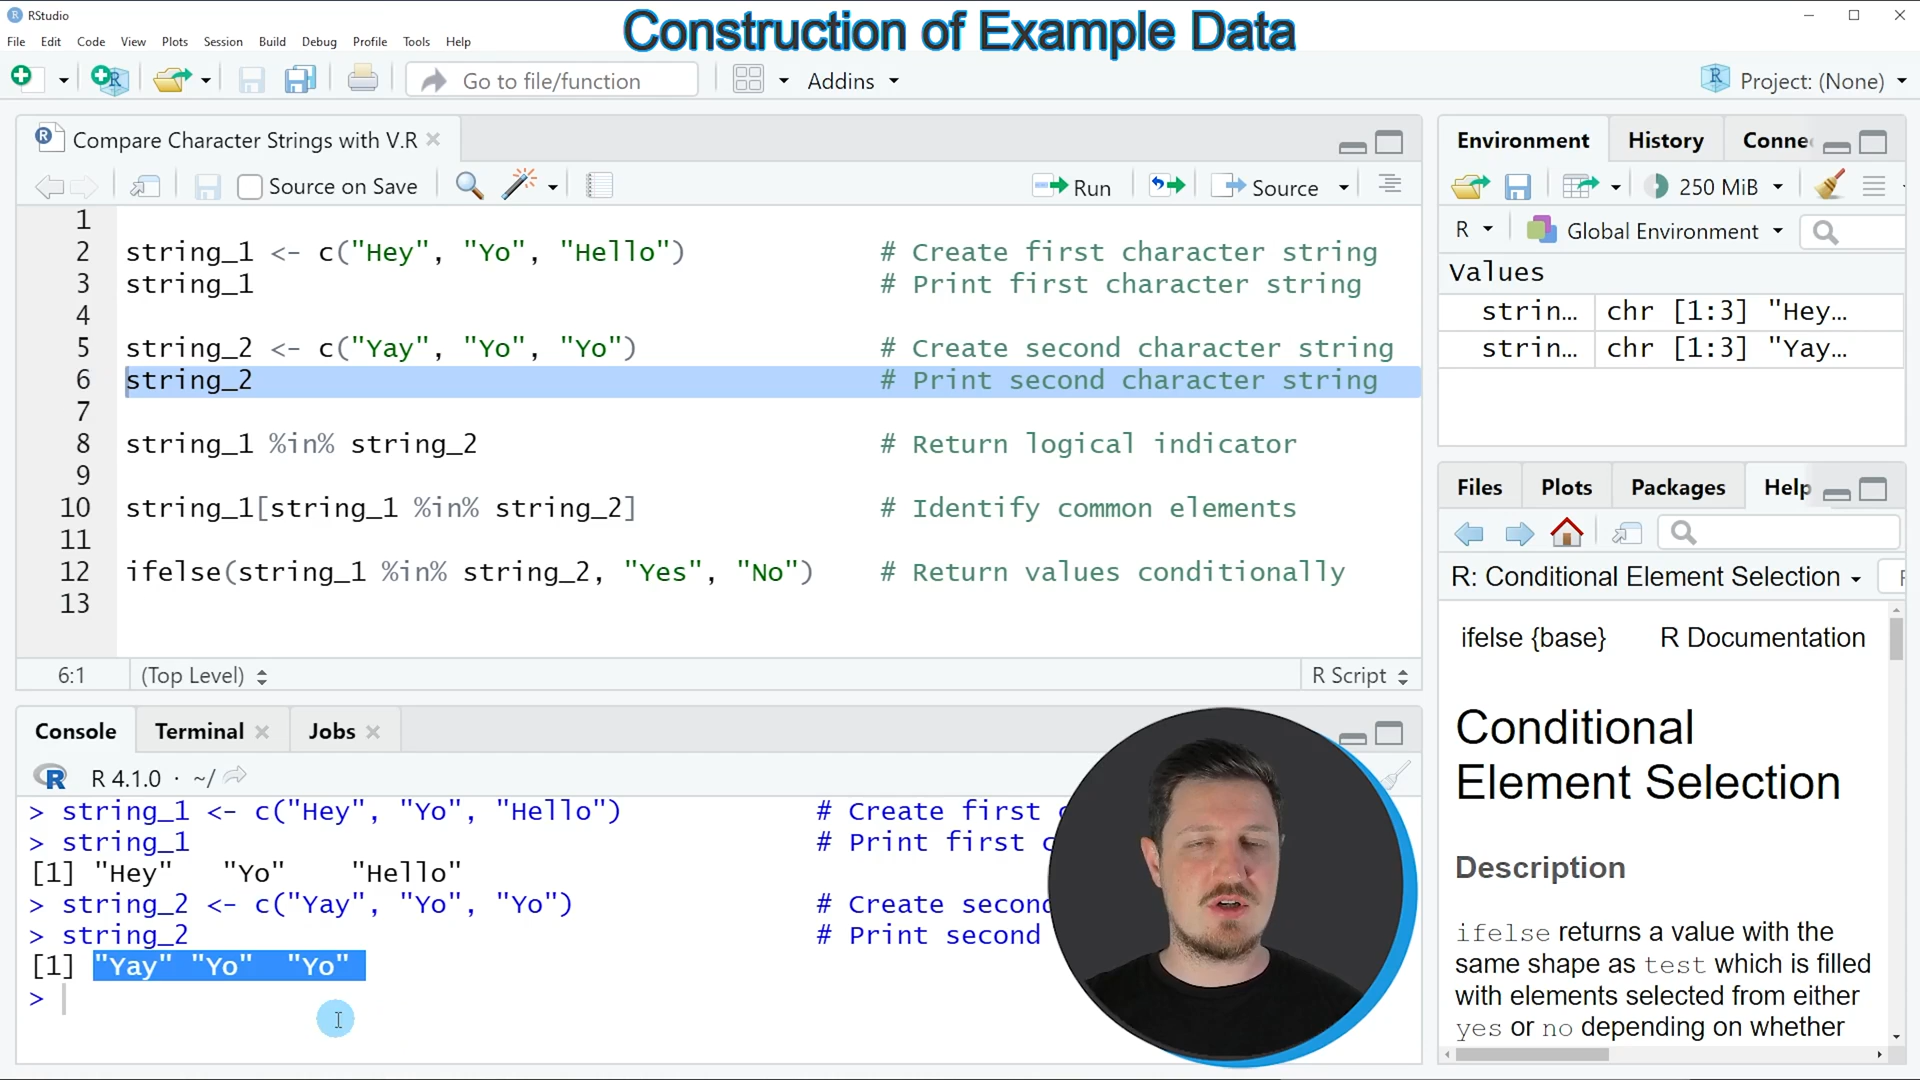 RStudio
Construction of Example Data
File Edit Code View Plots Session Build Debug Profile Tools Help
Go to file/function Addins Project: (None)
Compare Character Strings with V.R
Source on Save Run Source
1
2 string_1 <- c("Hey", "Yo", "Hello") # Create first character string
3 string_1 # Print first character string
4
5 string_2 <- c("Yay", "Yo", "Yo") # Create second character string
6 string_2 # Print second character string
7
8 string_1 %in% string_2 # Return logical indicator
9
10 string_1[string_1 %in% string_2] # Identify common elements
11
12 ifelse(string_1 %in% string_2, "Yes", "No") # Return values conditionally
13
6:1 (Top Level) R Script
Console Terminal Jobs
R 4.1.0 · ~/
> string_1 <- c("Hey", "Yo", "Hello") # Create first
> string_1 # Print first c
[1] "Hey" "Yo" "Hello"
> string_2 <- c("Yay", "Yo", "Yo") # Create second
> string_2 # Print second
[1] "Yay" "Yo" "Yo"
>
Environment History Conne
250 MiB
R Global Environment
Values
strin… chr [1:3] "Hey…
strin… chr [1:3] "Yay…
Files Plots Packages Help
R: Conditional Element Selection
ifelse {base} R Documentation
Conditional
Element Selection
Description
ifelse returns a value with the
same shape as test which is filled
with elements selected from either
yes or no depending on whether